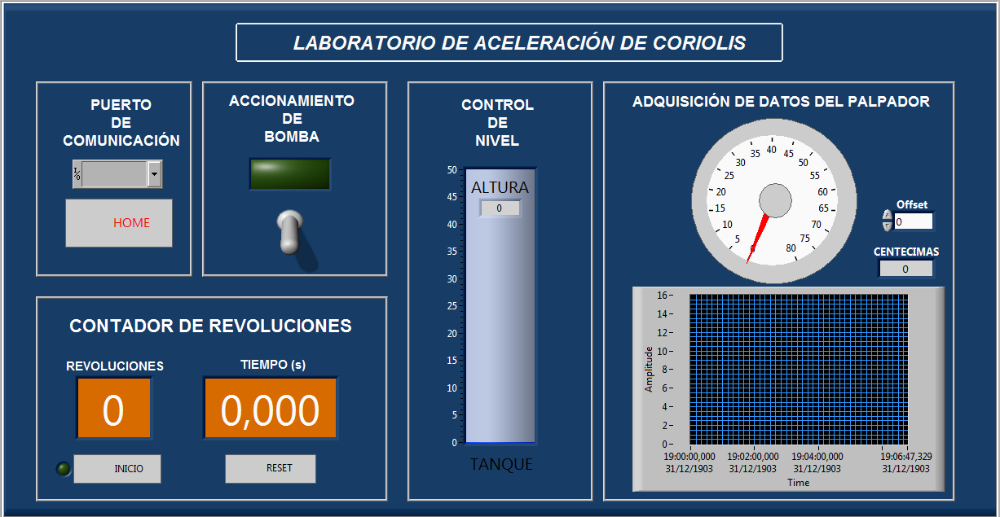 LABORATORIO DE ACELERACIÓN DE CORIOLIS
PUERTO
DE
COMUNICACIÓN
I/O
HOME
ACCIONAMIENTO
DE
BOMBA
CONTADOR DE REVOLUCIONES
REVOLUCIONES
0
INICIO
TIEMPO (s)
0,000
RESET
CONTROL
DE
NIVEL
50
45
40
35
30
25
20
15
10
5
0
ALTURA
0
TANQUE
ADQUISICIÓN DE DATOS DEL PALPADOR
0
5
10
15
20
25
30
35
40
45
50
55
60
65
70
75
80
Offset
0
CENTECIMAS
0
Amplitude
16
14
12
10
8
6
4
2
0
19:00:00,000 19:02:00,000 19:04:00,000 19:06:47,329
31/12/1903 31/12/1903 31/12/1903 31/12/1903
Time